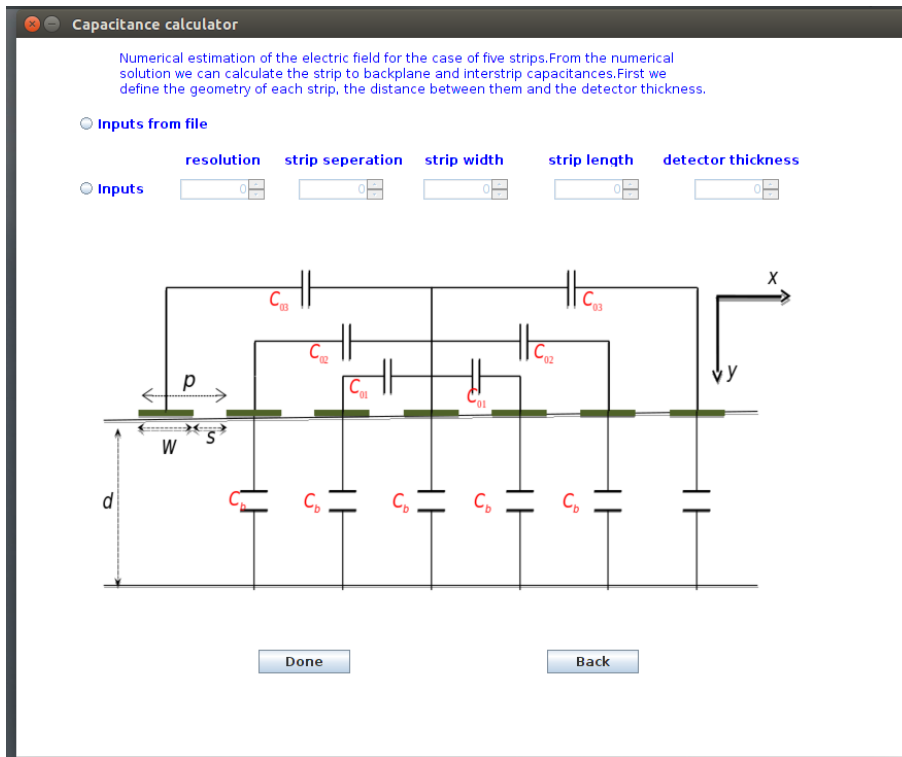 Capacitance calculator
Numerical estimation of the electric field for the case of five strips.From the numerical
solution we can calculate the strip to backplane and interstrip capacitances.First we
define the geometry of each strip, the distance between them and the detector thickness.
Inputs from file
resolution strip seperation strip width strip length detector thickness
Inputs 0 0 0 0 0
x
C03 C03
C02 C02
y
p
C01 C01
W s
d
Cb Cb Cb Cb Cb
Done Back